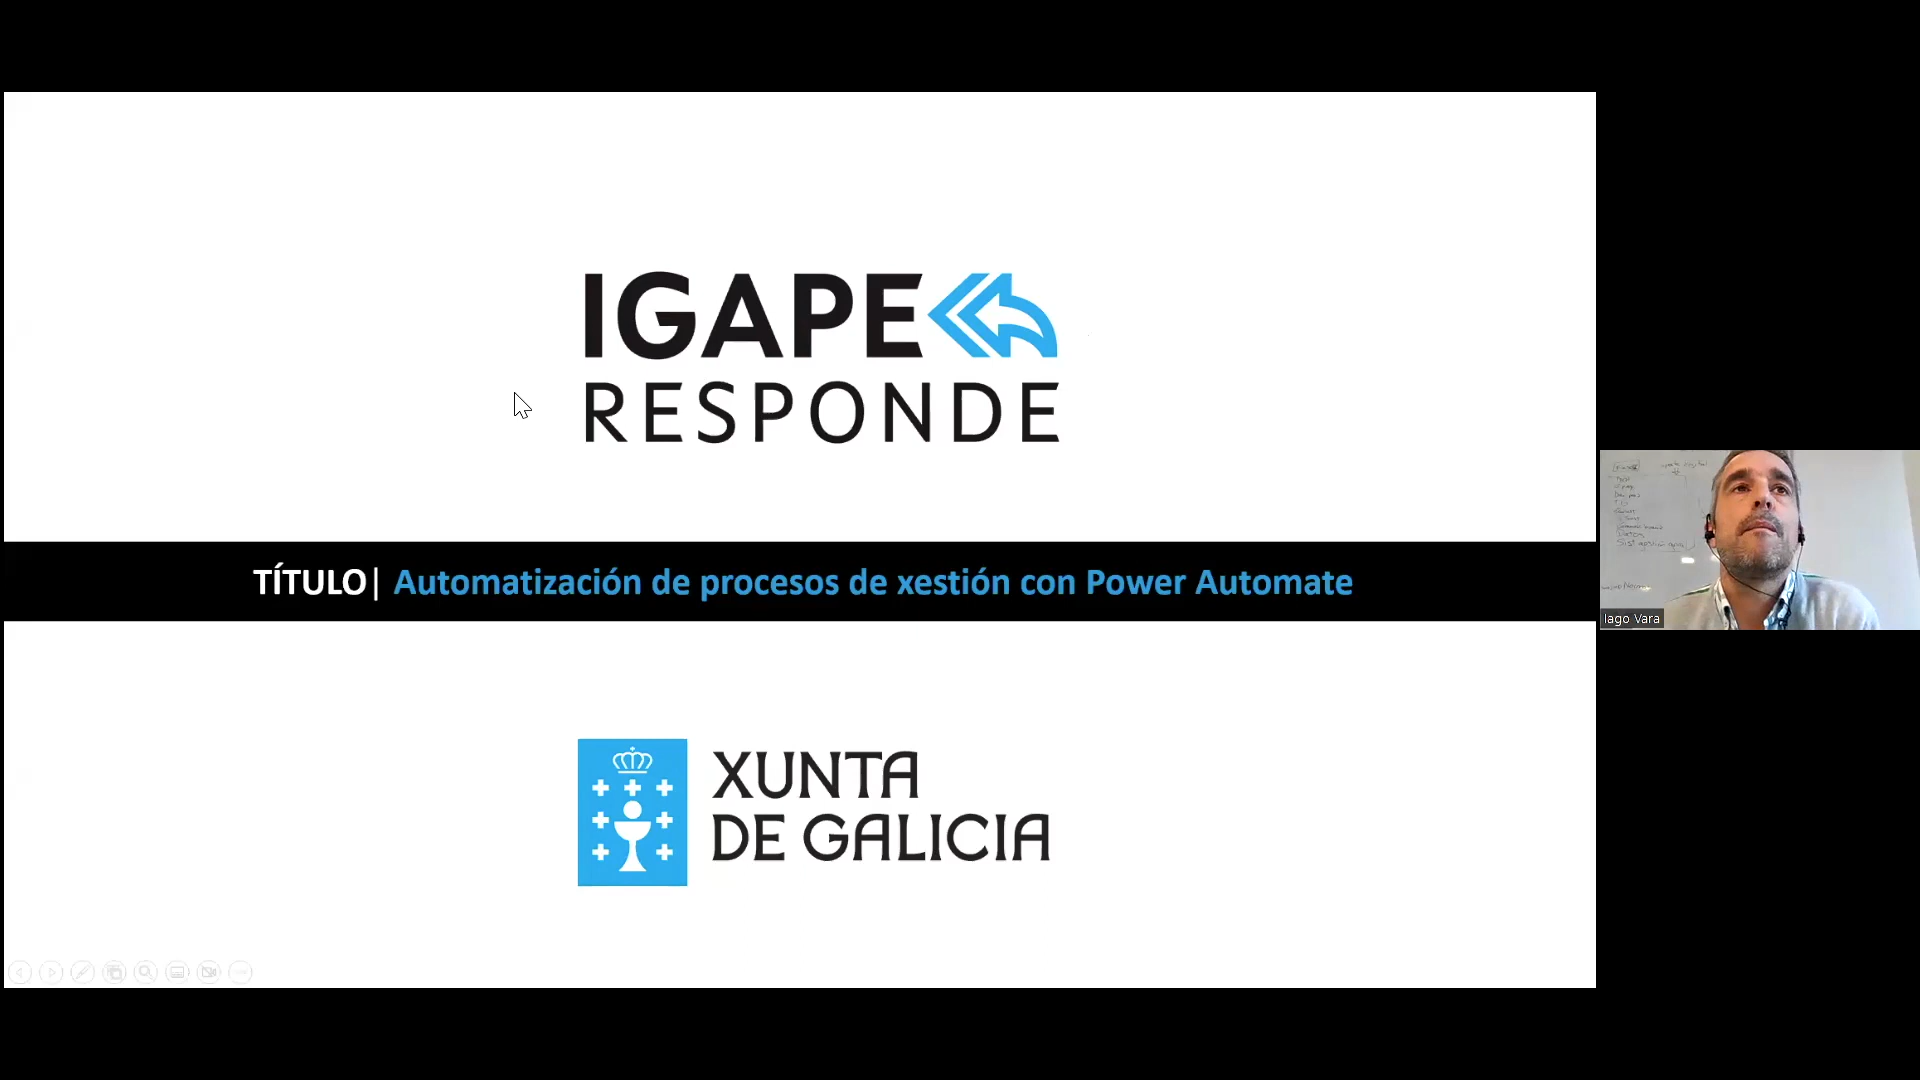 IGAPE
RESPONDE
TÍTULO| Automatización de procesos de xestión con Power Automate
XUNTA
DE GALICIA
Iago Vara